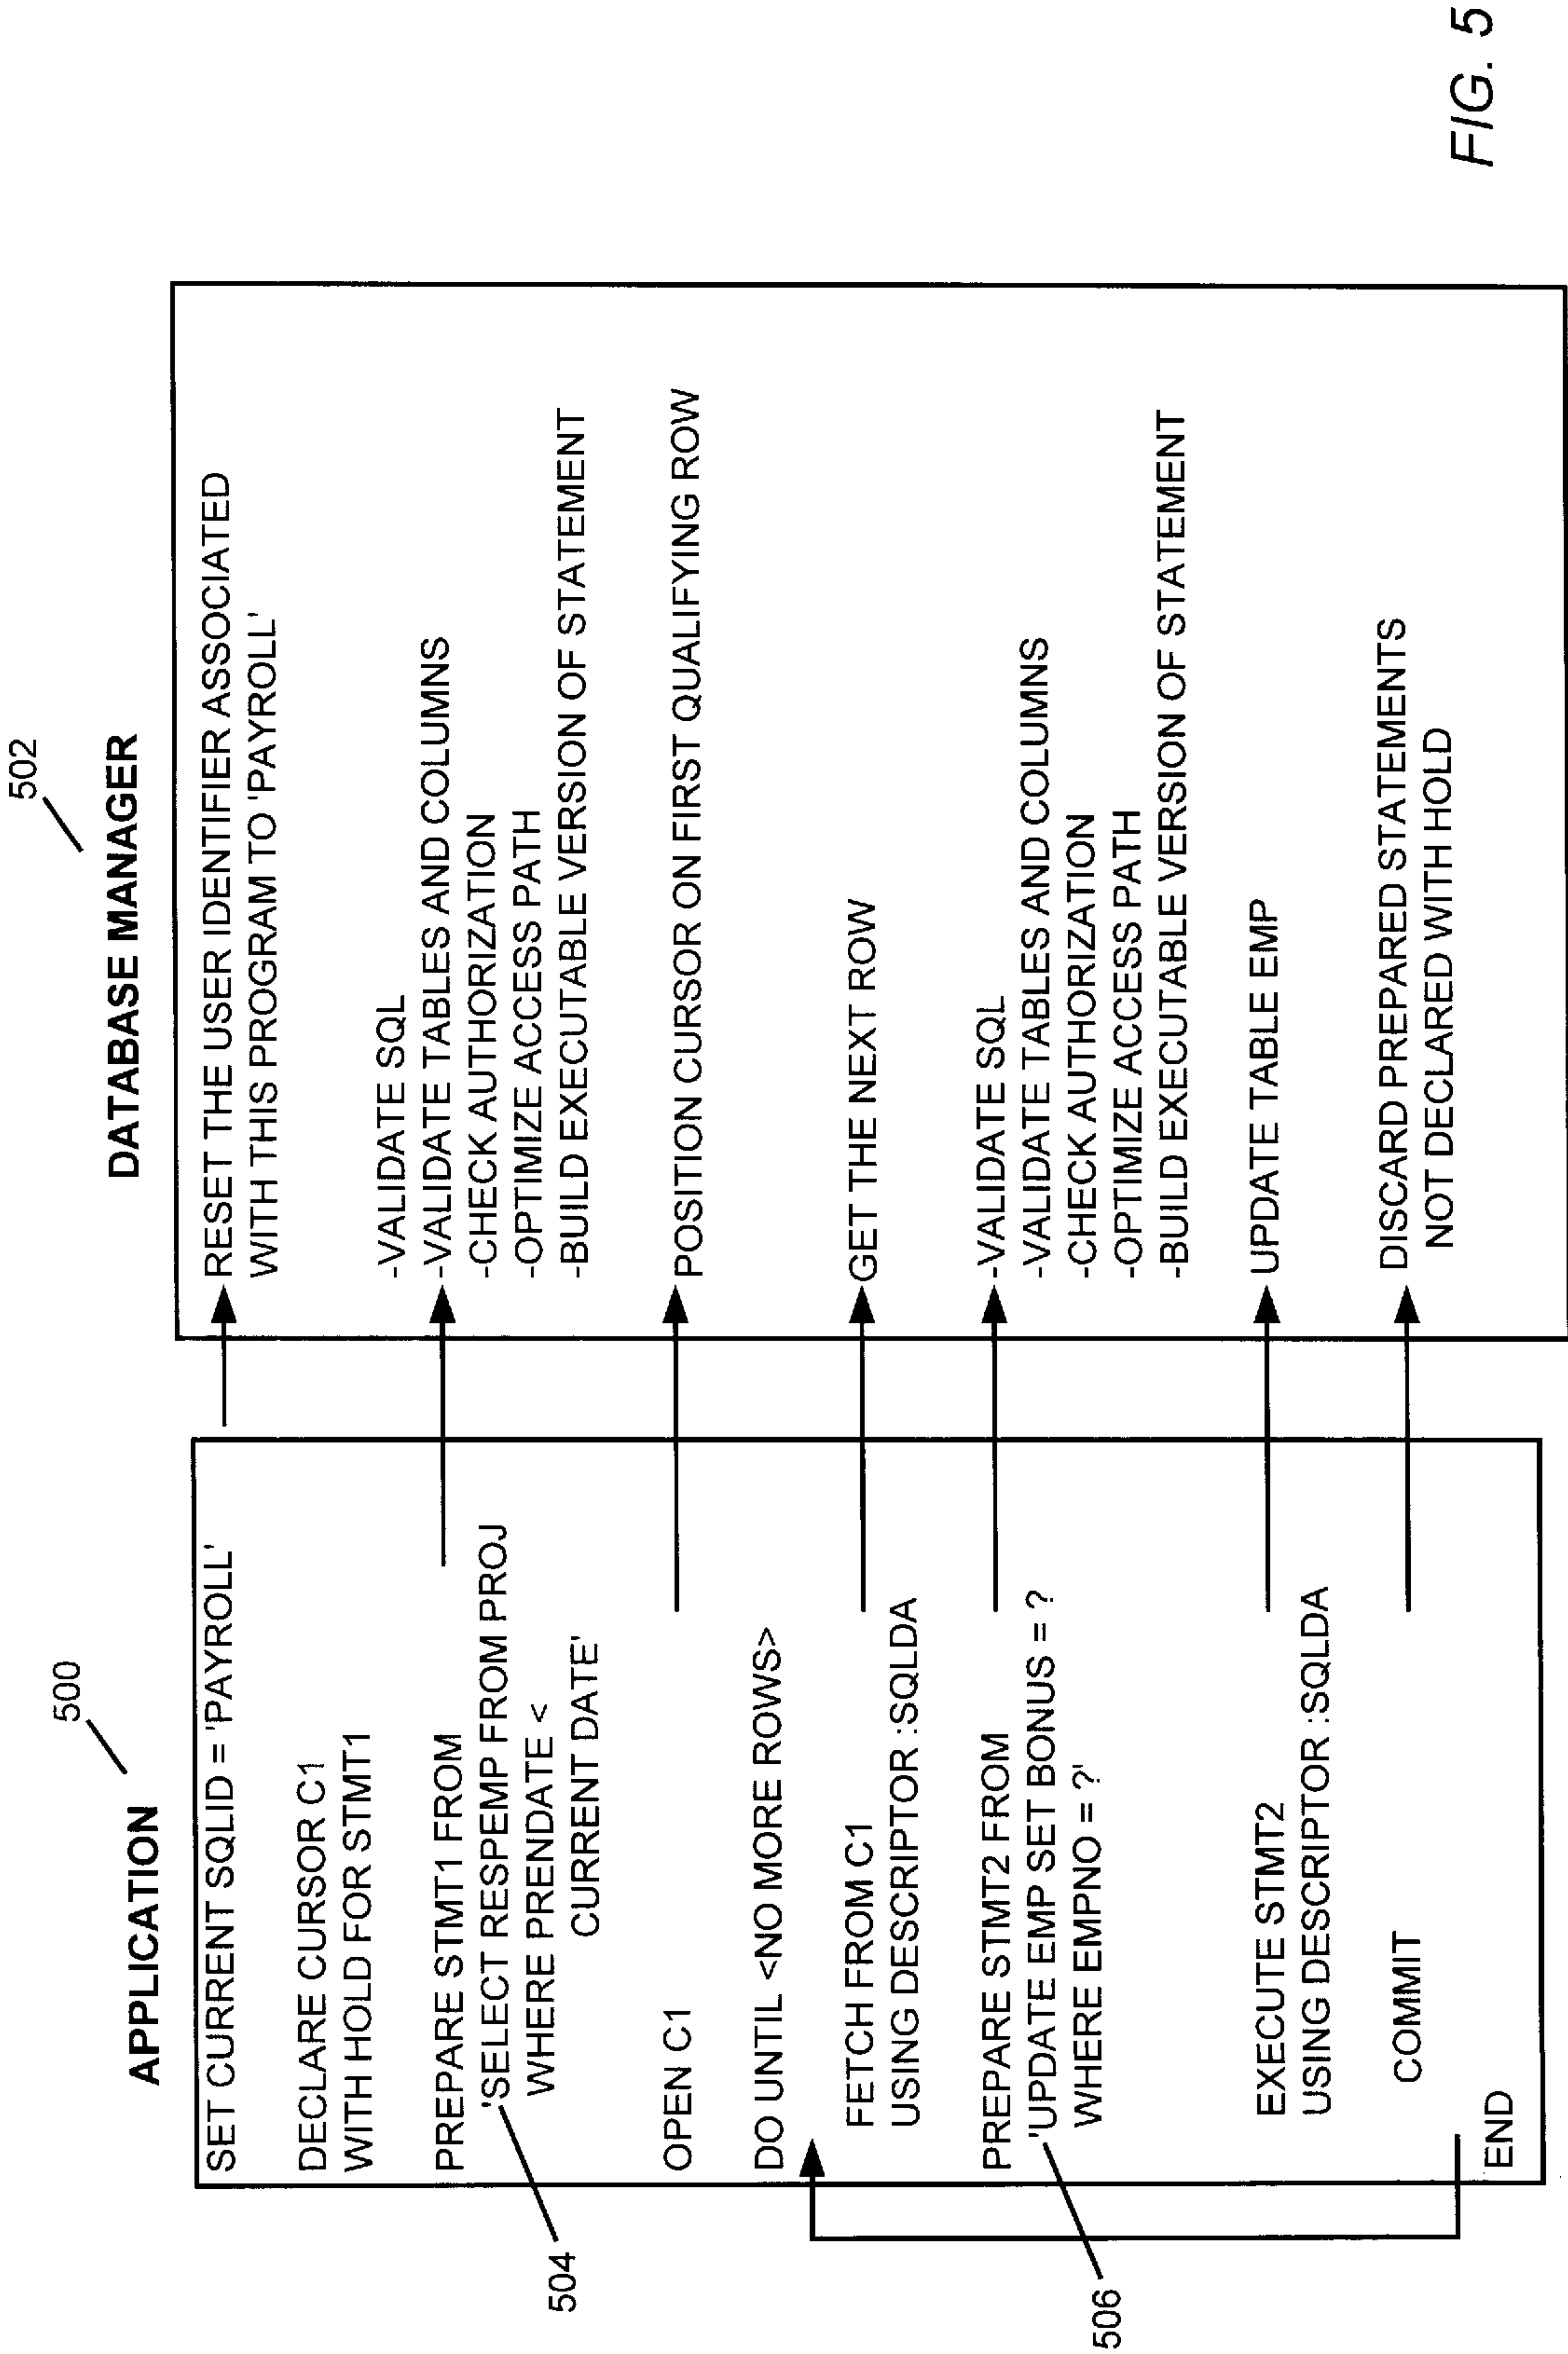 500
APPLICATION
SET CURRENT SQLID = 'PAYROLL'
DECLARE CURSOR C1
WITH HOLD FOR STMT1
PREPARE STMT1 FROM
'SELECT RESPEMP FROM PROJ
WHERE PRENDATE <
CURRENT DATE'
504
OPEN C1
DO UNTIL <NO MORE ROWS>
FETCH FROM C1
USING DESCRIPTOR :SQLDA
PREPARE STMT2 FROM
'UPDATE EMP SET BONUS = ?
WHERE EMPNO = ?'
506
EXECUTE STMT2
USING DESCRIPTOR :SQLDA
COMMIT
END
502
DATABASE MANAGER
RESET THE USER IDENTIFIER ASSOCIATED
WITH THIS PROGRAM TO 'PAYROLL'
-VALIDATE SQL
-VALIDATE TABLES AND COLUMNS
-CHECK AUTHORIZATION
-OPTIMIZE ACCESS PATH
-BUILD EXECUTABLE VERSION OF STATEMENT
POSITION CURSOR ON FIRST QUALIFYING ROW
GET THE NEXT ROW
-VALIDATE SQL
-VALIDATE TABLES AND COLUMNS
-CHECK AUTHORIZATION
-OPTIMIZE ACCESS PATH
-BUILD EXECUTABLE VERSION OF STATEMENT
UPDATE TABLE EMP
DISCARD PREPARED STATEMENTS
NOT DECLARED WITH HOLD
FIG. 5